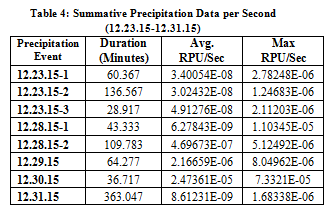 Table 4: Summative Precipitation Data per Second
(12.23.15-12.31.15)
Precipitation Event Duration (Minutes) Avg. RPU/Sec Max RPU/Sec
12.23.15-1 60.367 3.40054E-08 2.78248E-06
12.23.15-2 136.567 3.02432E-08 1.24683E-06
12.23.15-3 28.917 4.91276E-08 2.11203E-06
12.28.15-1 43.333 6.27843E-09 1.10345E-05
12.28.15-2 109.783 4.69673E-07 5.12492E-06
12.29.15 64.277 2.16659E-06 8.04962E-06
12.30.15 36.717 2.47361E-05 7.3321E-05
12.31.15 363.047 8.61231E-09 1.68338E-06